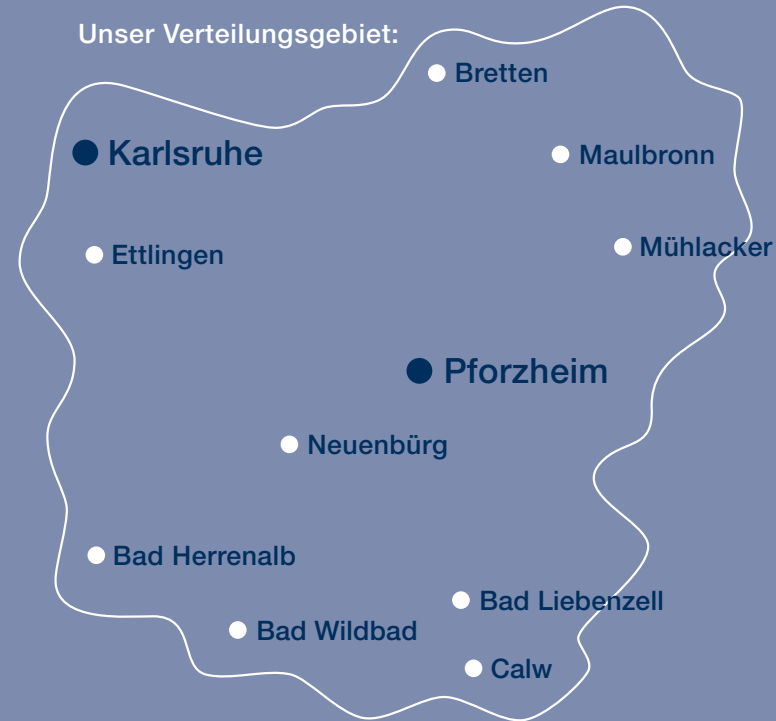 Unser Verteilungsgebiet:
Bretten
Karlsruhe
Maulbronn
Mühlacker
Ettlingen
Pforzheim
Neuenbürg
Bad Herrenalb
Bad Liebenzell
Bad Wildbad
Calw